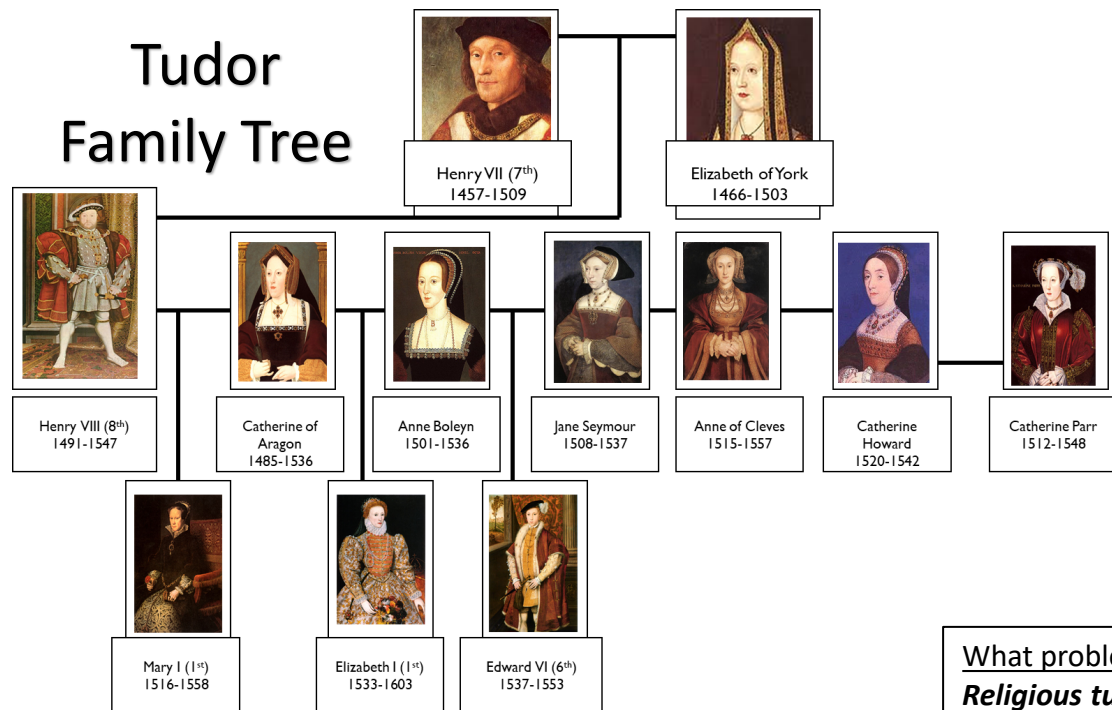 Tudor
Family Tree
Henry VII (7th)
1457-1509
Elizabeth of York
1466-1503
Henry VIII (8th)
1491-1547
Catherine of
Aragon
1485-1536
Anne Boleyn
1501-1536
Jane Seymour
1508-1537
Anne of Cleves
1515-1557
Catherine
Howard
1520-1542
Catherine Parr
1512-1548
Mary I (1st)
1516-1558
Elizabeth I (1st)
1533-1603
Edward VI (6th)
1537-1553
What proble
Religious tu